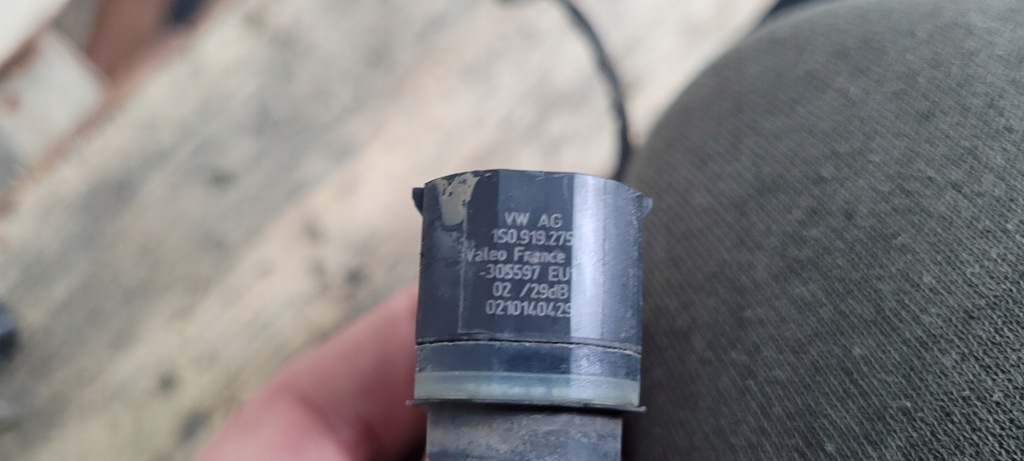 VW AG
1S0.919.275
Valeo France
-305597 EU
02 /29dB
0210140429